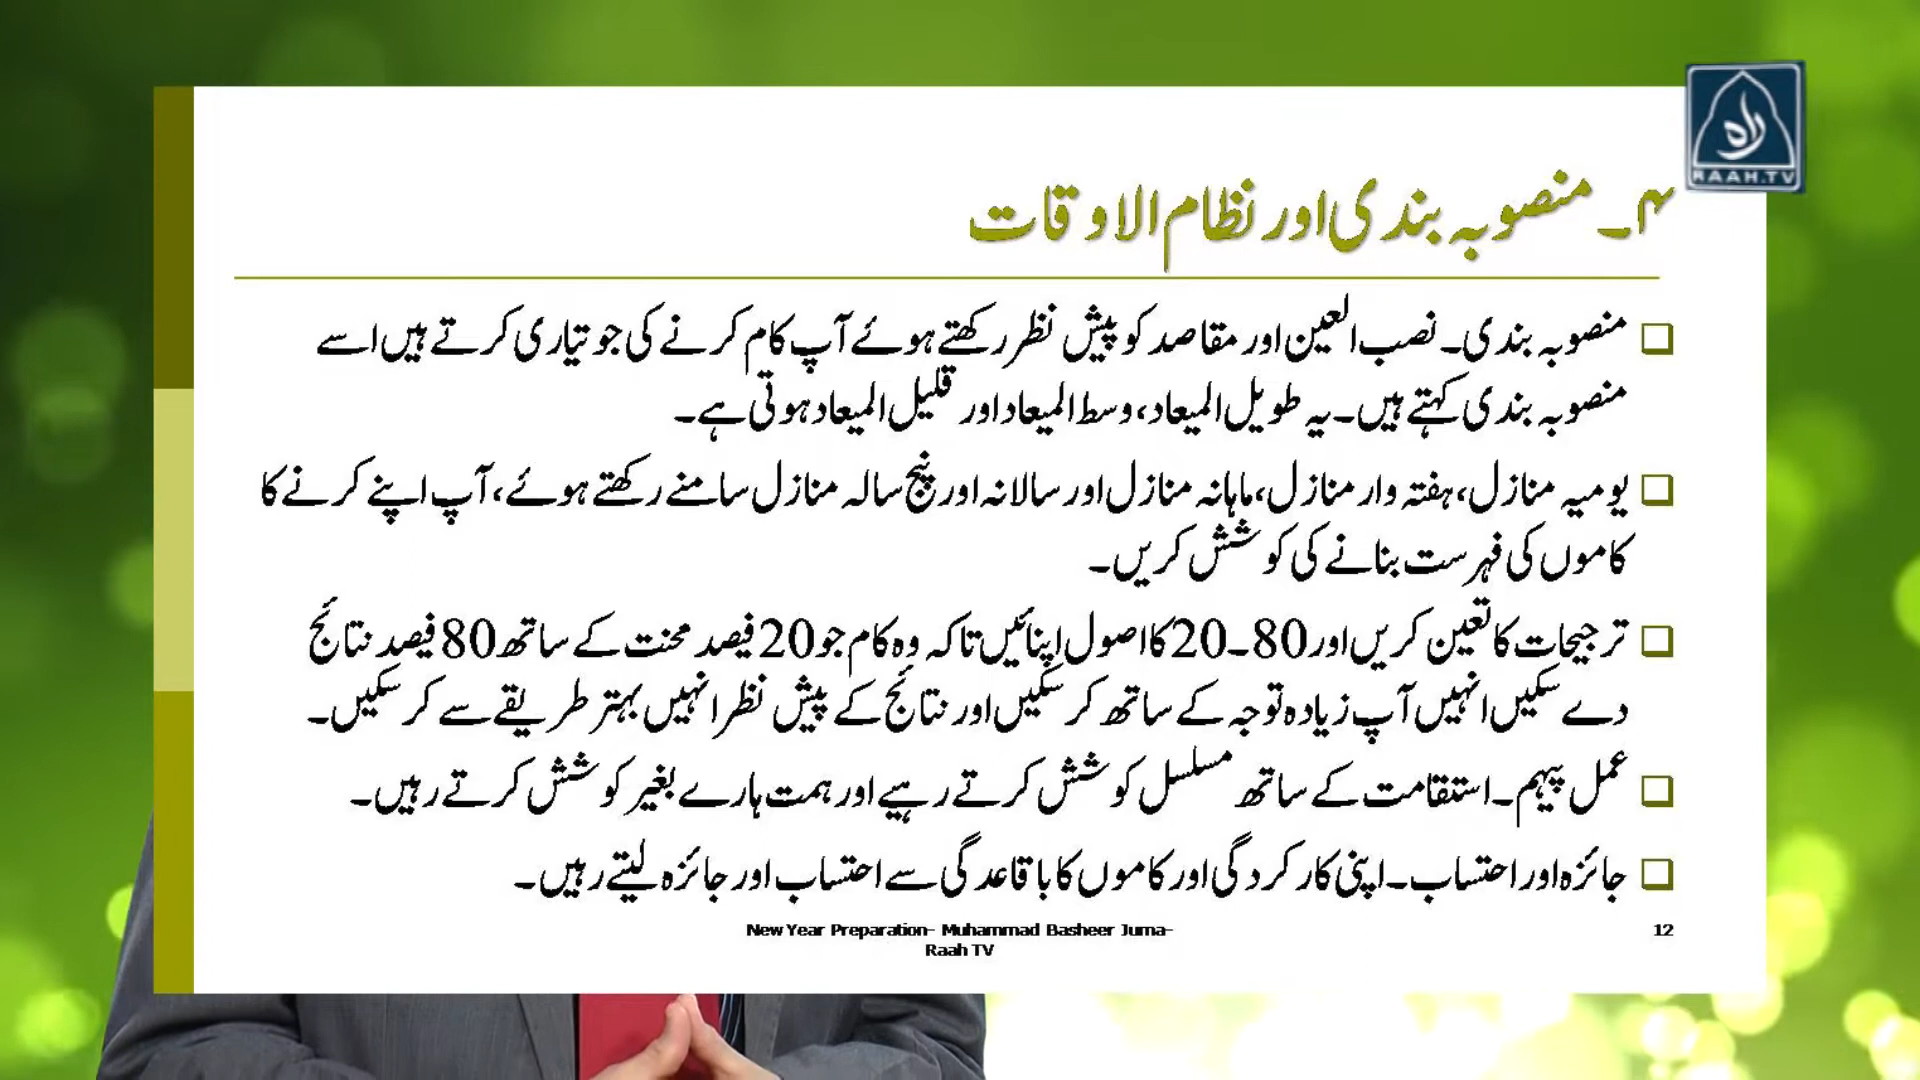 راہ
RAAH.TV
۴۔ منصوبہ بندی اور نظام الاوقات
منصوبہ بندی۔ نصب العین اور مقاصد کو پیش نظر رکھتے ہوئے آپ کام کرنے کی جو تیاری کرتے ہیں اسے
منصوبہ بندی کہتے ہیں۔ یہ طویل المیعاد، وسط المیعاد اور قلیل المیعاد ہوتی ہے۔
یومیہ منازل، ہفتہ وار منازل، ماہانہ منازل اور سالانہ اور پنج سالہ منازل سامنے رکھتے ہوئے، آپ اپنے کرنے کا
کاموں کی فہرست بنانے کی کوشش کریں۔
ترجیحات کا تعین کریں اور 80۔20 کا اصول اپنائیں تاکہ وہ کام جو 20 فیصد محنت کے ساتھ 80 فیصد نتائج
دے سکیں انہیں آپ زیادہ توجہ کے ساتھ کر سکیں اور نتائج کے پیش نظر انہیں بہتر طریقے سے کر سکیں۔
عمل پیہم۔ استقامت کے ساتھ مسلسل کوشش کرتے رہیے اور ہمت ہارے بغیر کوشش کرتے رہیں۔
جائزہ اور احتساب۔ اپنی کارکردگی اور کاموں کا باقاعدگی سے احتساب اور جائزہ لیتے رہیں۔
New Year Preparation- Muhammad Basheer Juma-
Raah TV
12